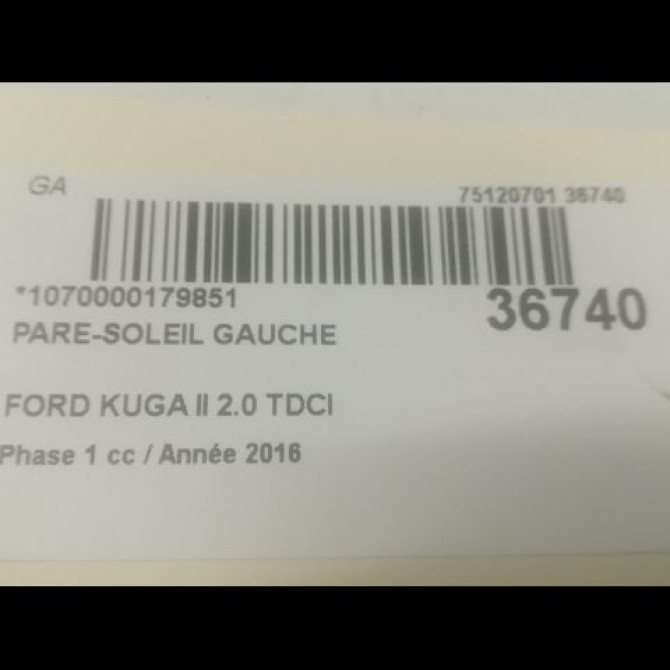 GA
75120701 36740
*1070000179851
36740
PARE-SOLEIL GAUCHE
FORD KUGA II 2.0 TDCI
Phase 1 cc / Année 2016